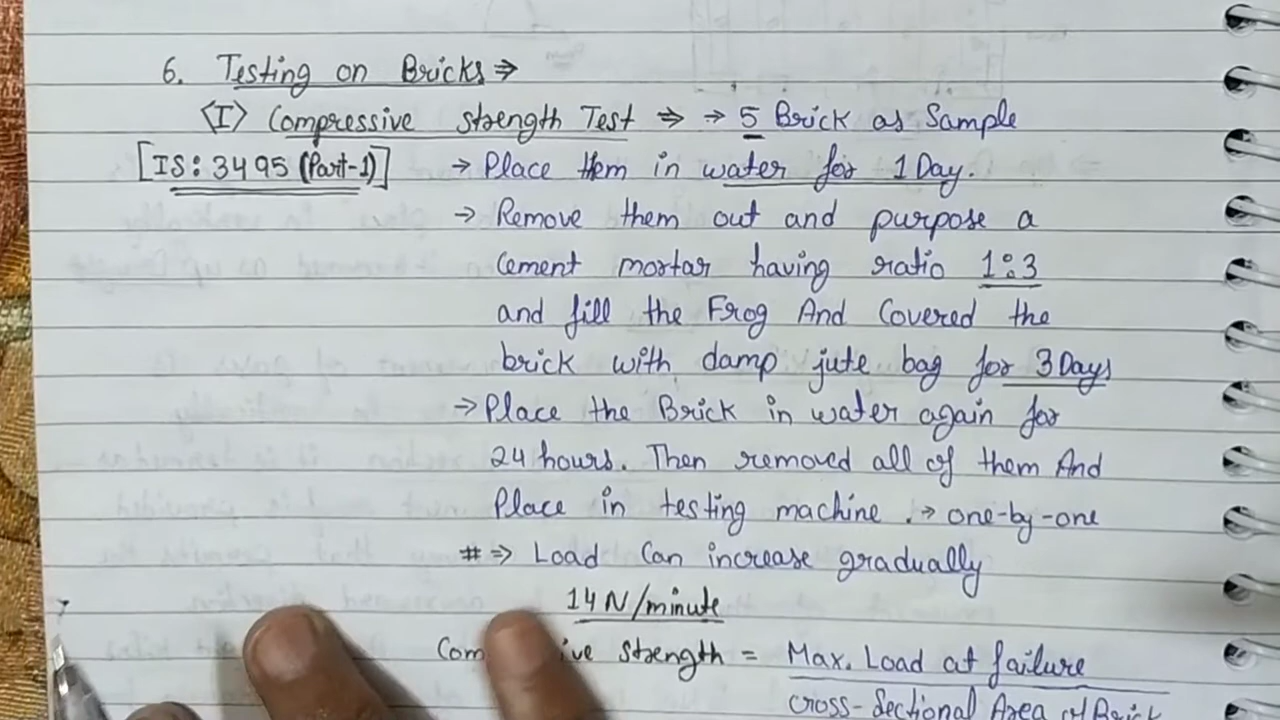 6. Testing on Bricks ⇒
<I> Compressive strength Test ⇒ → 5 Brick as Sample
[IS: 3495 (Part-1)] → Place them in water for 1 Day.
→ Remove them out and purpose a
cement mortar having ratio 1:3
and fill the Frog And Covered the
brick with damp jute bag for 3 Days
→ Place the Brick in water again for
24 hours. Then removed all of them And
Place in testing machine .→ one-by-one
# ⇒ Load Can increase gradually
14 N/minute
strength = Max. Load at failure
cross-Sectional Area of Brick